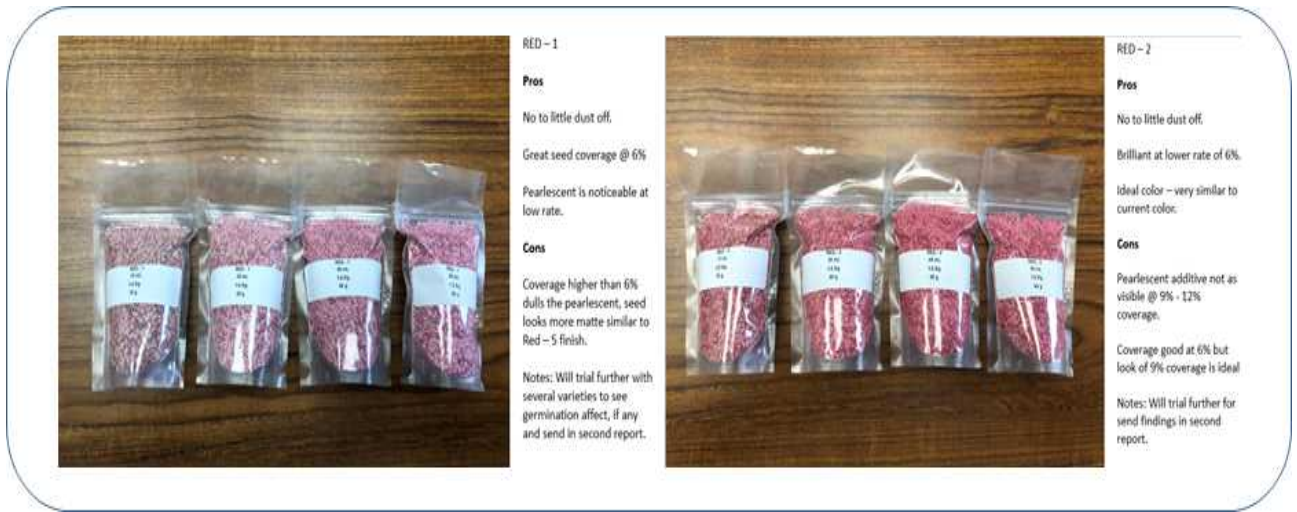 RED – 1
Pros
No to little dust off.
Great seed coverage @ 6%
Pearlescent is noticeable at
low rate.
Cons
Coverage higher than 6%
dulls the pearlescent, seed
looks more matte similar to
Red – 5 finish.
Notes: Will trial further with
several varieties to see
germination affect, if any
and send in second report.
RED – 2
Pros
No to little dust off.
Brilliant at lower rate of 6%.
Ideal color – very similar to
current color.
Cons
Pearlescent additive not as
visible @ 9% - 12%
coverage.
Coverage good at 6% but
look of 9% coverage is ideal
Notes: Will trial further for
send findings in second
report.